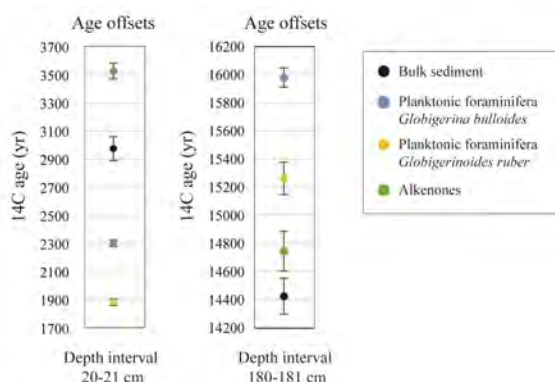 Age offsets
14C age (yr)
3700
3500
3300
3100
2900
2700
2500
2300
2100
1900
1700
Depth interval
20-21 cm
Age offsets
14C age (yr)
16200
16000
15800
15600
15400
15200
15000
14800
14600
14400
14200
Depth interval
180-181 cm
Bulk sediment
Planktonic foraminifera
Globigerina bulloides
Planktonic foraminifera
Globigerinoides ruber
Alkenones